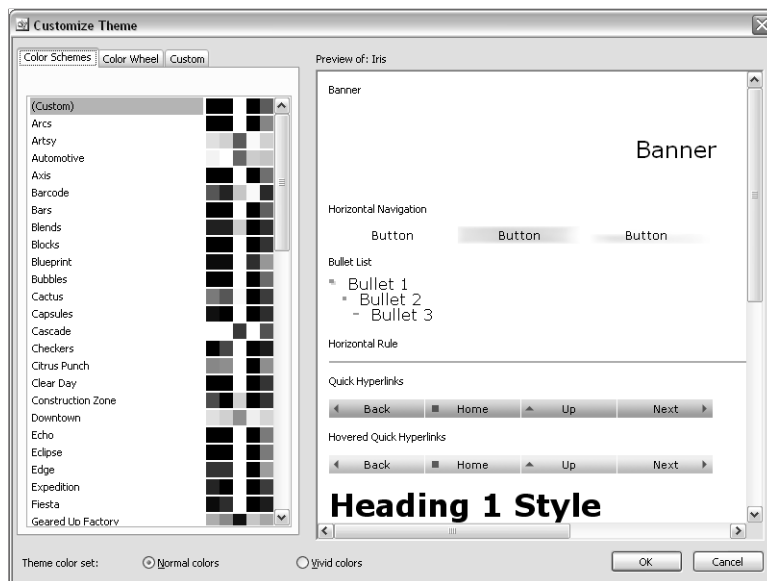 Customize Theme
Color Schemes Color Wheel Custom
(Custom)
Arcs
Artsy
Automotive
Axis
Barcode
Bars
Blends
Blocks
Blueprint
Bubbles
Cactus
Capsules
Cascade
Checkers
Citrus Punch
Clear Day
Construction Zone
Downtown
Echo
Eclipse
Edge
Expedition
Fiesta
Geared Up Factory
Preview of: Iris
Banner
Banner
Horizontal Navigation
Button Button Button
Bullet List
Bullet 1
Bullet 2
Bullet 3
Horizontal Rule
Quick Hyperlinks
Back Home Up Next
Hovered Quick Hyperlinks
Back Home Up Next
Heading 1 Style
Theme color set: Normal colors Vivid colors OK Cancel